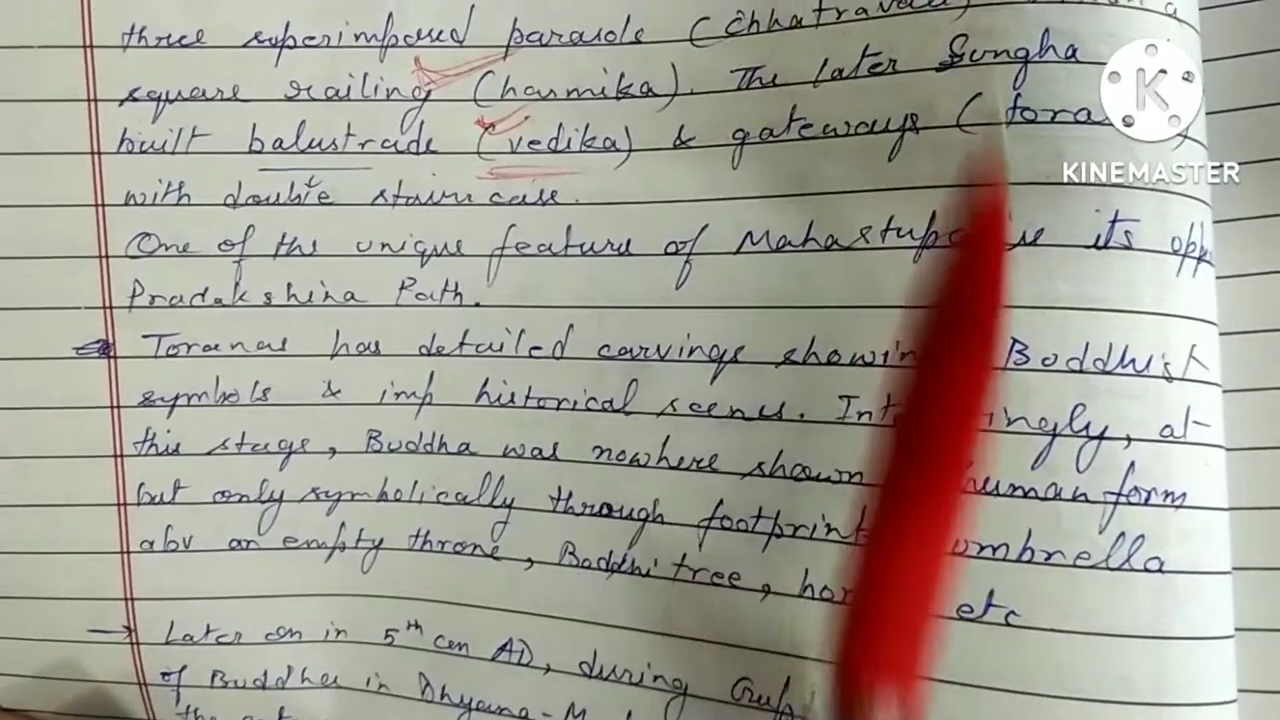 three superimposed parasols (Chhatravali)
square railing (harmika). The later Sungha
built balustrade (vedika) & gateways (tora
with double staircase.
One of the unique feature of Mahastupa is its opp
Pradakshina Path.
Toranas has detailed carvings showin Boddhist
symbols & imp historical scenes. Int ingly, at
this stage, Buddha was nowhere shown human form
but only symbolically through footprint umbrella
abv an empty throne, Boddhi tree, hor etc
→ Later on in 5th cen AD, during Gup
of Buddha in Dhyana-M
K
KINEMASTER